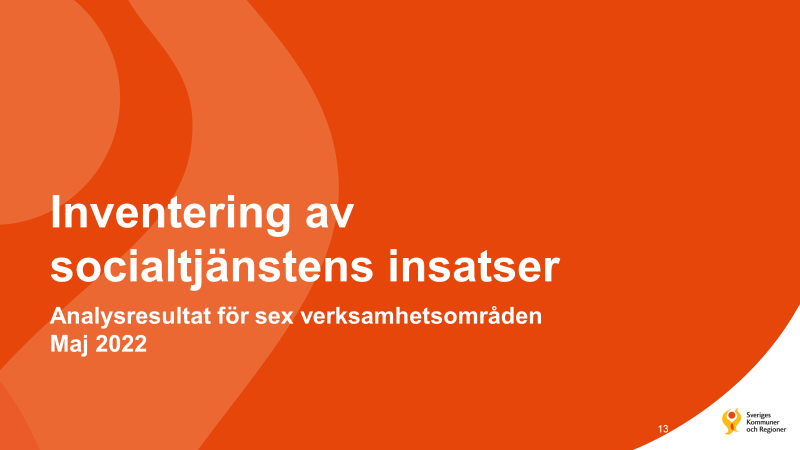 Inventering av
socialtjänstens insatser
Analysresultat för sex verksamhetsområden
Maj 2022
13
Sveriges
Kommuner
och Regioner